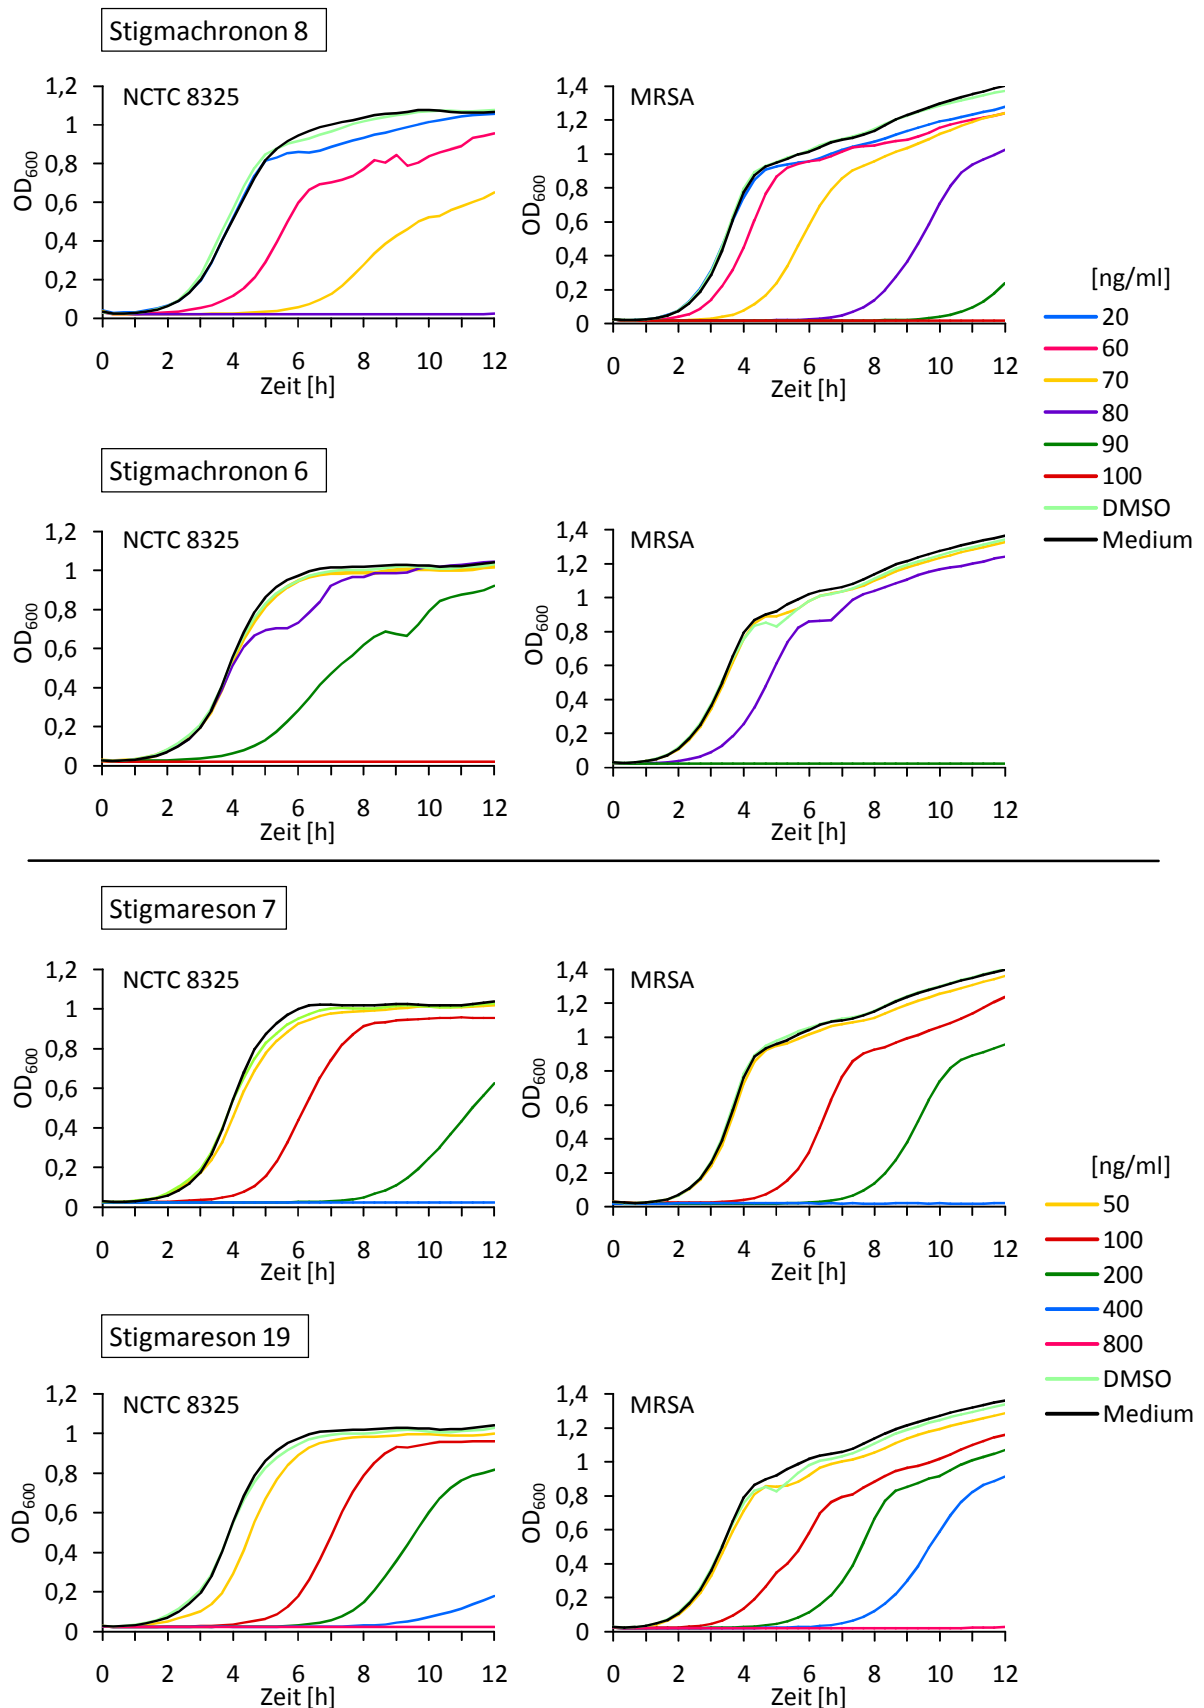 Stigmachronon 8
NCTC 8325
MRSA
OD600
1,2
1
0,8
0,6
0,4
0,2
0
0 2 4 6 8 10 12
Zeit [h]
OD600
1,4
1,2
1
0,8
0,6
0,4
0,2
0
0 2 4 6 8 10 12
Zeit [h]
[ng/ml]
20
60
70
80
90
100
DMSO
Medium
Stigmachronon 6
NCTC 8325
MRSA
OD600
1,2
1
0,8
0,6
0,4
0,2
0
0 2 4 6 8 10 12
Zeit [h]
OD600
1,4
1,2
1
0,8
0,6
0,4
0,2
0
0 2 4 6 8 10 12
Zeit [h]
Stigmareson 7
NCTC 8325
MRSA
OD600
1,2
1
0,8
0,6
0,4
0,2
0
0 2 4 6 8 10 12
Zeit [h]
OD600
1,4
1,2
1
0,8
0,6
0,4
0,2
0
0 2 4 6 8 10 12
Zeit [h]
[ng/ml]
50
100
200
400
800
DMSO
Medium
Stigmareson 19
NCTC 8325
MRSA
OD600
1,2
1
0,8
0,6
0,4
0,2
0
0 2 4 6 8 10 12
Zeit [h]
OD600
1,4
1,2
1
0,8
0,6
0,4
0,2
0
0 2 4 6 8 10 12
Zeit [h]